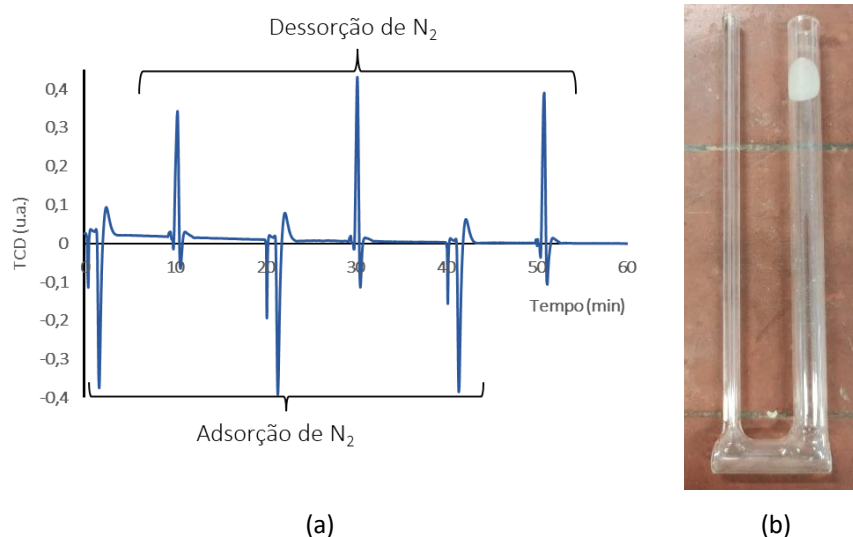 Dessorção de N₂
0,4
0,3
0,2
0,1
0
-0,1
-0,2
-0,3
-0,4
TCD (u.a.)
0 10 20 30 40 50 60
Tempo (min)
Adsorção de N₂
(a) (b)